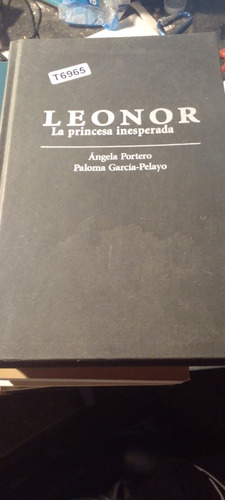 T6965
LEONOR
La princesa inesperada
Ángela Portero
Paloma García-Pelayo